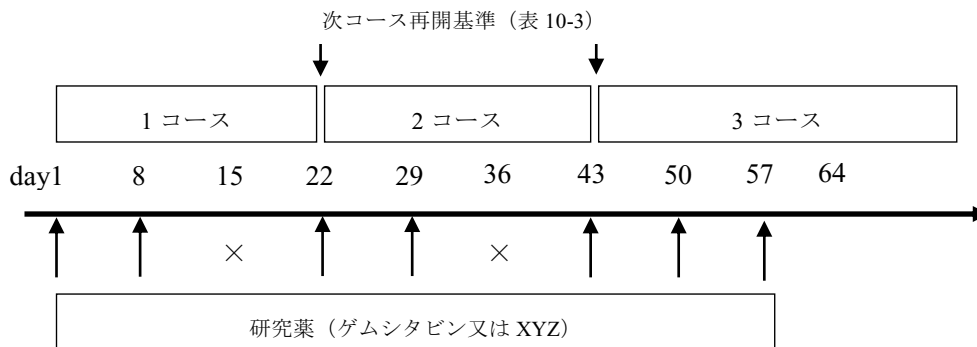 次コース再開基準（表 10-3）
1 コース 2 コース 3 コース
day1 8 15 22 29 36 43 50 57 64
× ×
研究薬（ゲムシタビン又は XYZ）